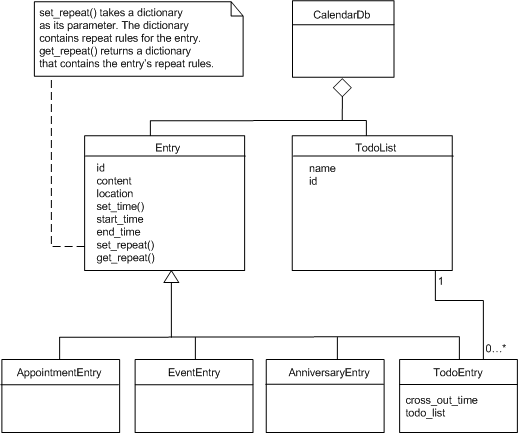 set_repeat() takes a dictionary
as its parameter. The dictionary
contains repeat rules for the entry.
get_repeat() returns a dictionary
that contains the entry's repeat rules.
CalendarDb
Entry
id
content
location
set_time()
start_time
end_time
set_repeat()
get_repeat()
TodoList
name
id
1
0...*
AppointmentEntry
EventEntry
AnniversaryEntry
TodoEntry
cross_out_time
todo_list